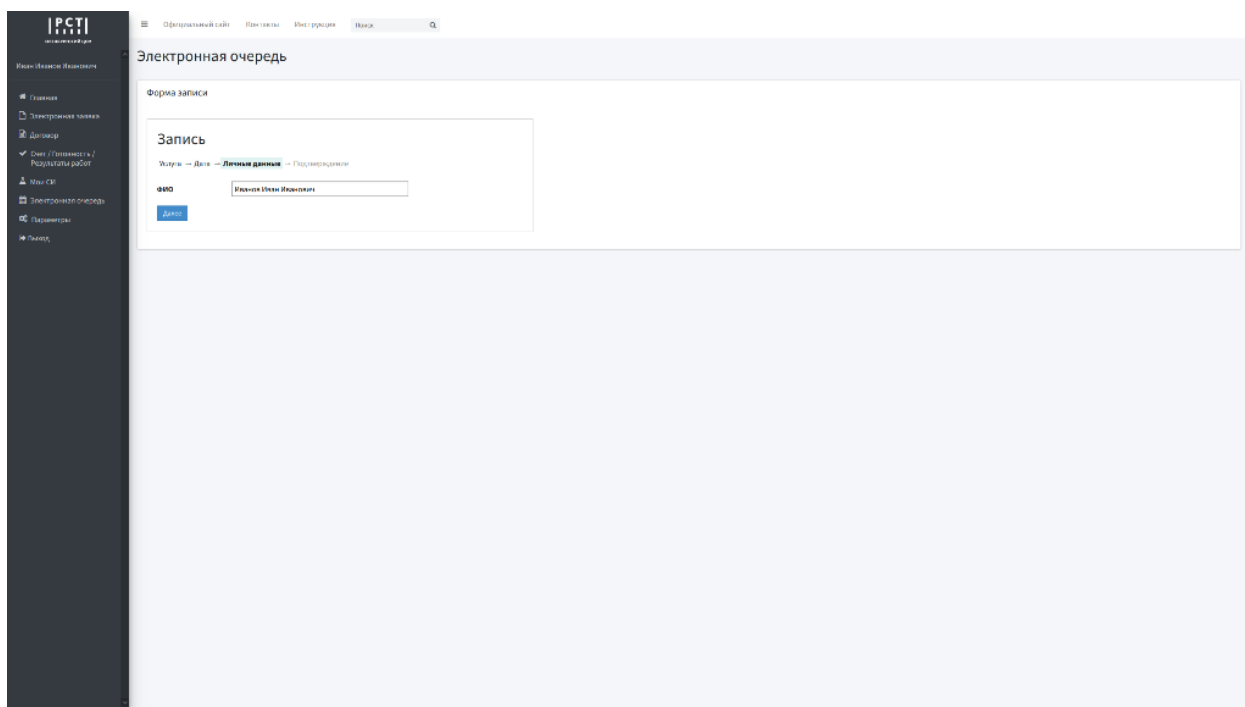 РСТ
Иван Иванов Иванович
Главная
Электронная заявка
Договор
Счет / Готовность /
Результаты работ
Мои СИ
Электронная очередь
Параметры
Выход
Официальный сайт Контакты Инструкция Поиск
Электронная очередь
Форма записи
Запись
Услуга → Дата → Личные данные → Подтверждение
ФИО Иванов Иван Иванович
Далее